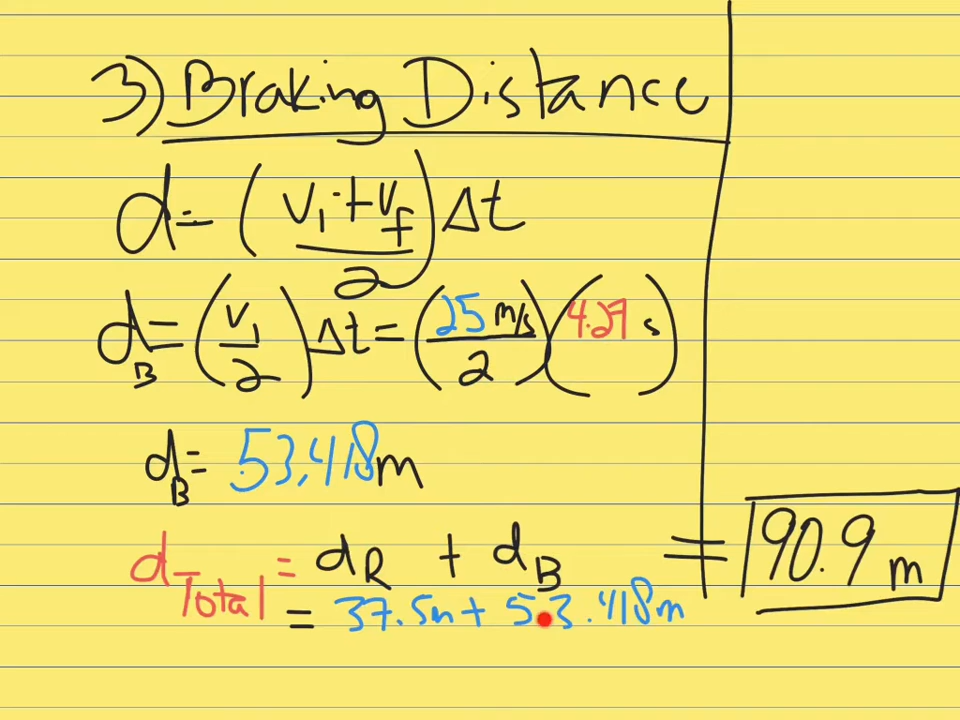 3) Braking Distance
d = (v₁ + v_f / 2) Δt
d_B = (v₁ / 2) Δt = (25 m/s / 2)(4.27 s)
d_B = 53.418 m
d_Total = d_R + d_B = 90.9 m
= 37.5m + 53.418m